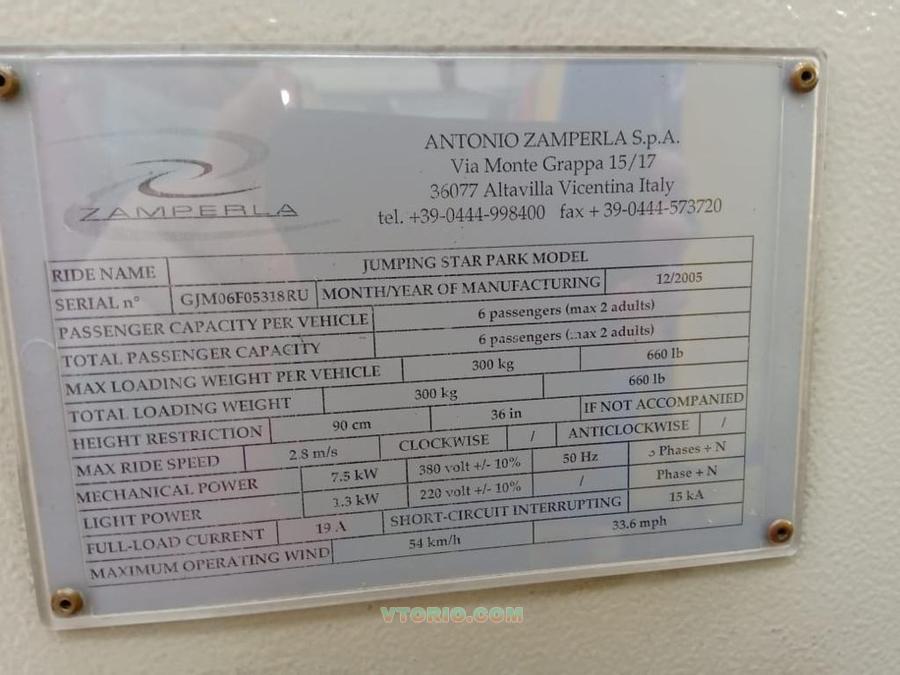 ZAMPERLA
ANTONIO ZAMPERLA S.p.A.
Via Monte Grappa 15/17
36077 Altavilla Vicentina Italy
tel. +39-0444-998400 fax + 39-0444-573720
RIDE NAME JUMPING STAR PARK MODEL
SERIAL n° GJM06F05318RU MONTH/YEAR OF MANUFACTURING 12/2005
PASSENGER CAPACITY PER VEHICLE 6 passengers (max 2 adults)
TOTAL PASSENGER CAPACITY 6 passengers (max 2 adults)
MAX LOADING WEIGHT PER VEHICLE 300 kg 660 lb
TOTAL LOADING WEIGHT 300 kg 660 lb
HEIGHT RESTRICTION 90 cm 36 in IF NOT ACCOMPANIED
MAX RIDE SPEED 2.8 m/s CLOCKWISE / ANTICLOCKWISE /
MECHANICAL POWER 7.5 kW 380 volt +/- 10% 50 Hz Phases + N
LIGHT POWER kW 220 volt +/- 10% / Phase + N
FULL-LOAD CURRENT 19 A SHORT-CIRCUIT INTERRUPTING 15 kA
MAXIMUM OPERATING WIND 54 km/h 33.6 mph
VTORIO.COM